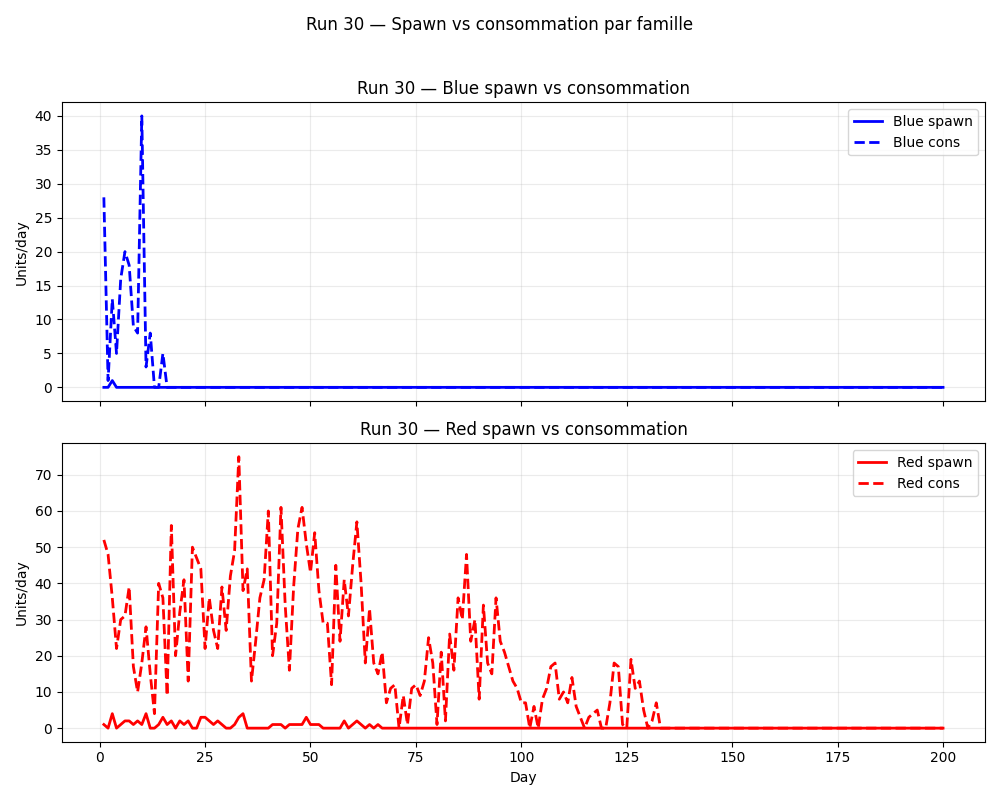 Run 30 — Spawn vs consommation par famille
Run 30 — Blue spawn vs consommation
Blue spawn
Blue cons
40
35
30
25
20
15
10
5
0
Units/day
Run 30 — Red spawn vs consommation
Red spawn
Red cons
70
60
50
40
30
20
10
0
Units/day
0 25 50 75 100 125 150 175 200
Day